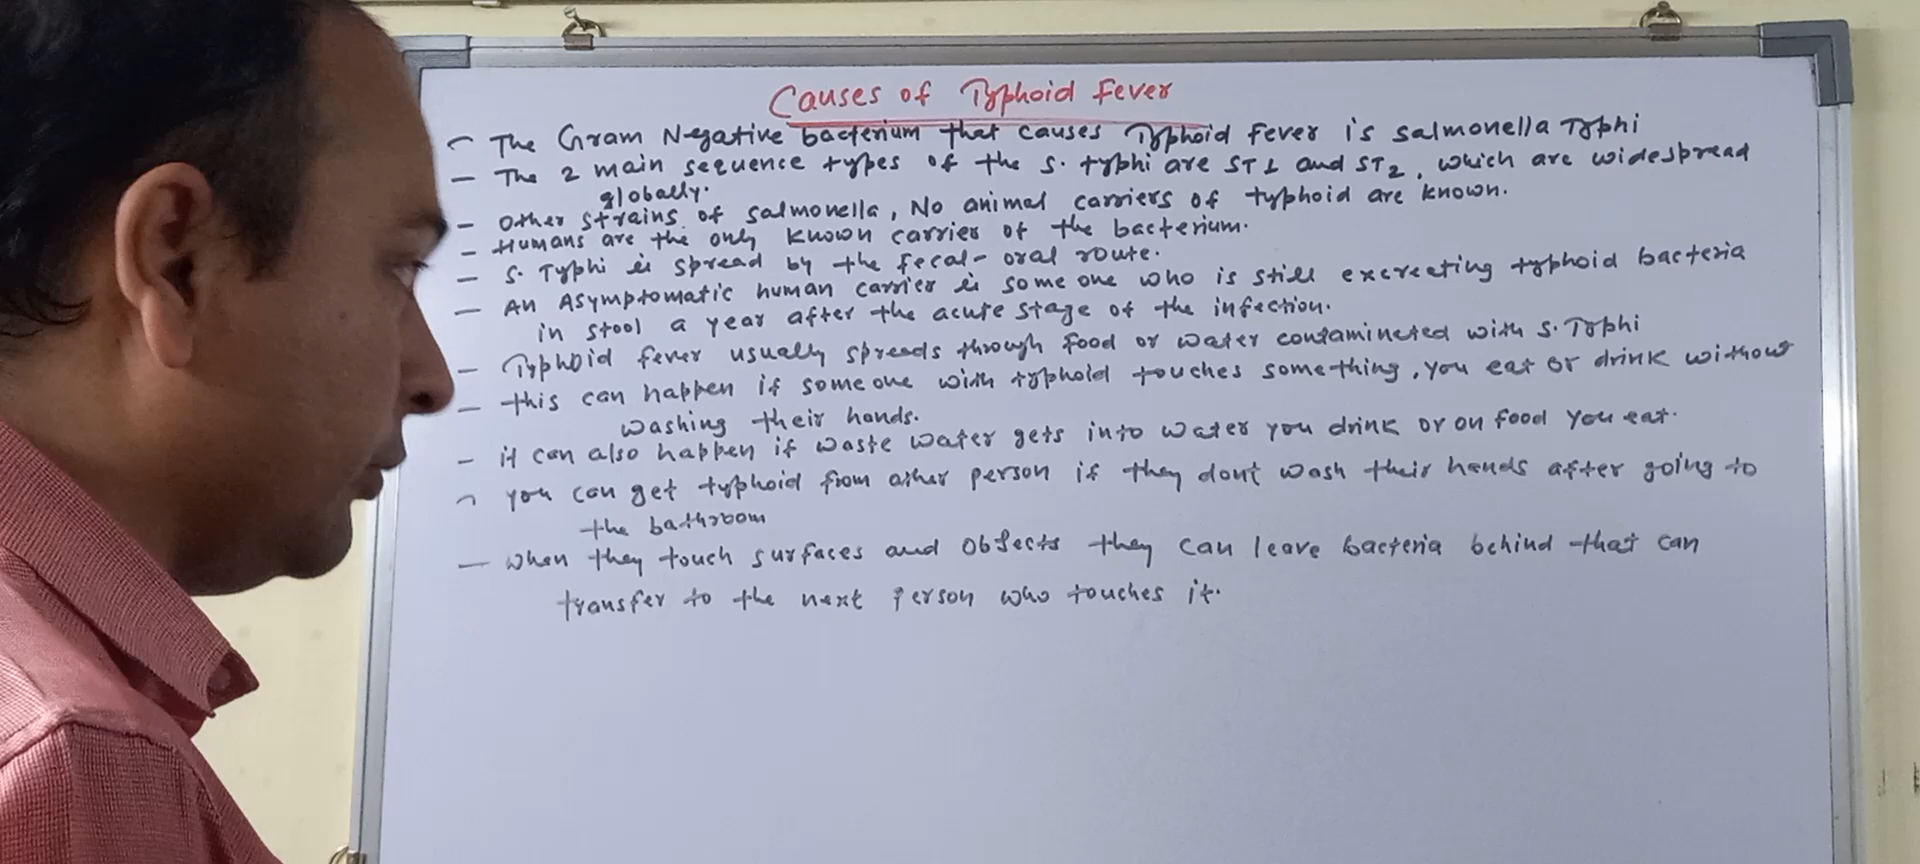 Causes of Typhoid Fever
- The Gram Negative bacterium that causes Typhoid Fever is salmonella Typhi
- The 2 main sequence types of the S. typhi are ST1 and ST2, which are widespread
globally.
- Other strains of salmonella, No animal carriers of typhoid are known.
- Humans are the only known carrier of the bacterium.
- S. Typhi is spread by the fecal-oral route.
- An Asymptomatic human carrier is some one who is still excreating typhoid bacteria
in stool a year after the acute stage of the infection.
- Typhoid fever usually spreads through food or water contamineted with S. Typhi
- this can happen if some one with typhoid touches something, you eat or drink without
washing their hands.
- it can also happen if waste water gets into water you drink or on food you eat.
- you can get typhoid from other person if they dont wash their hands after going to
the bathroom
- when they touch surfaces and objects they can leave bacteria behind that can
transfer to the next person who touches it.